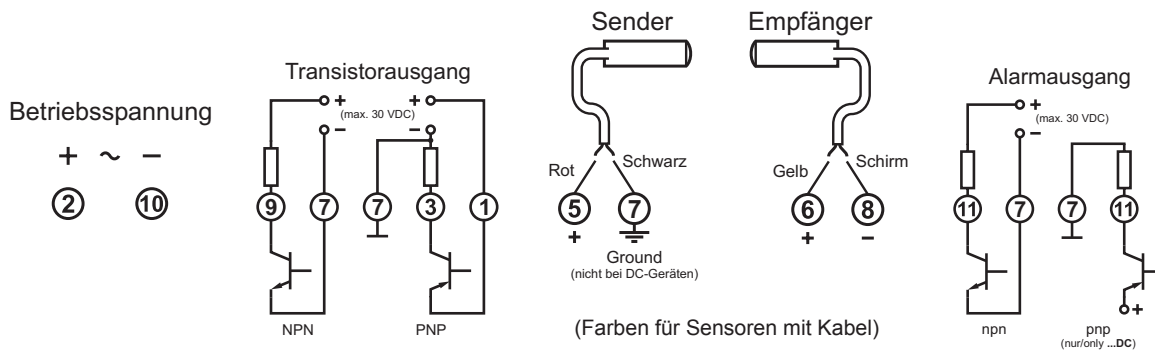 Betriebsspannung
+ ~ −
2 10
Transistorausgang
+ +
(max. 30 VDC)
− −
9 7 7 3 1
NPN PNP
Sender
Rot Schwarz
5 7
+
Ground
(nicht bei DC-Geräten)
Empfänger
Gelb Schirm
6 8
+ −
(Farben für Sensoren mit Kabel)
Alarmausgang
+
(max. 30 VDC)
−
11 7 7 11
+
npn pnp
(nur/only ...DC)